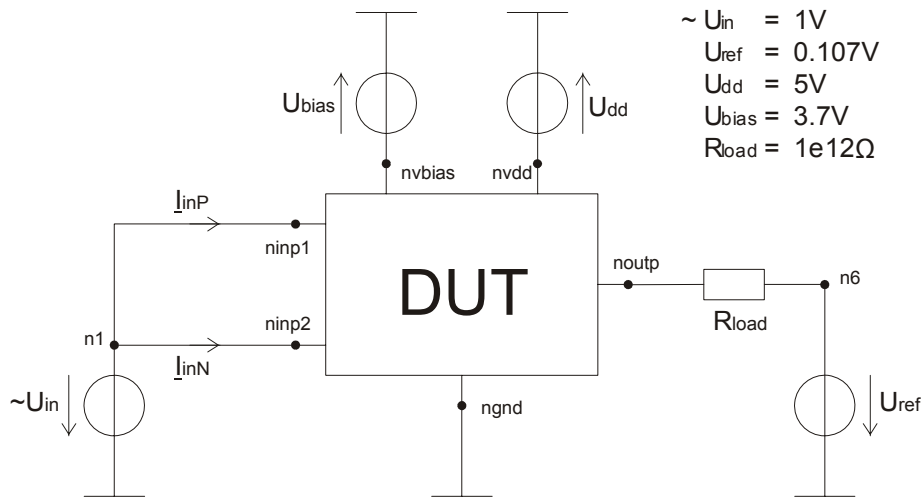 ~ Uin = 1V
Uref = 0.107V
Udd = 5V
Ubias = 3.7V
Rload = 1e12Ω
Ubias
Udd
nvbias
nvdd
IinP
ninp1
DUT
noutp
n6
Rload
n1
ninp2
IinN
~Uin
ngnd
Uref